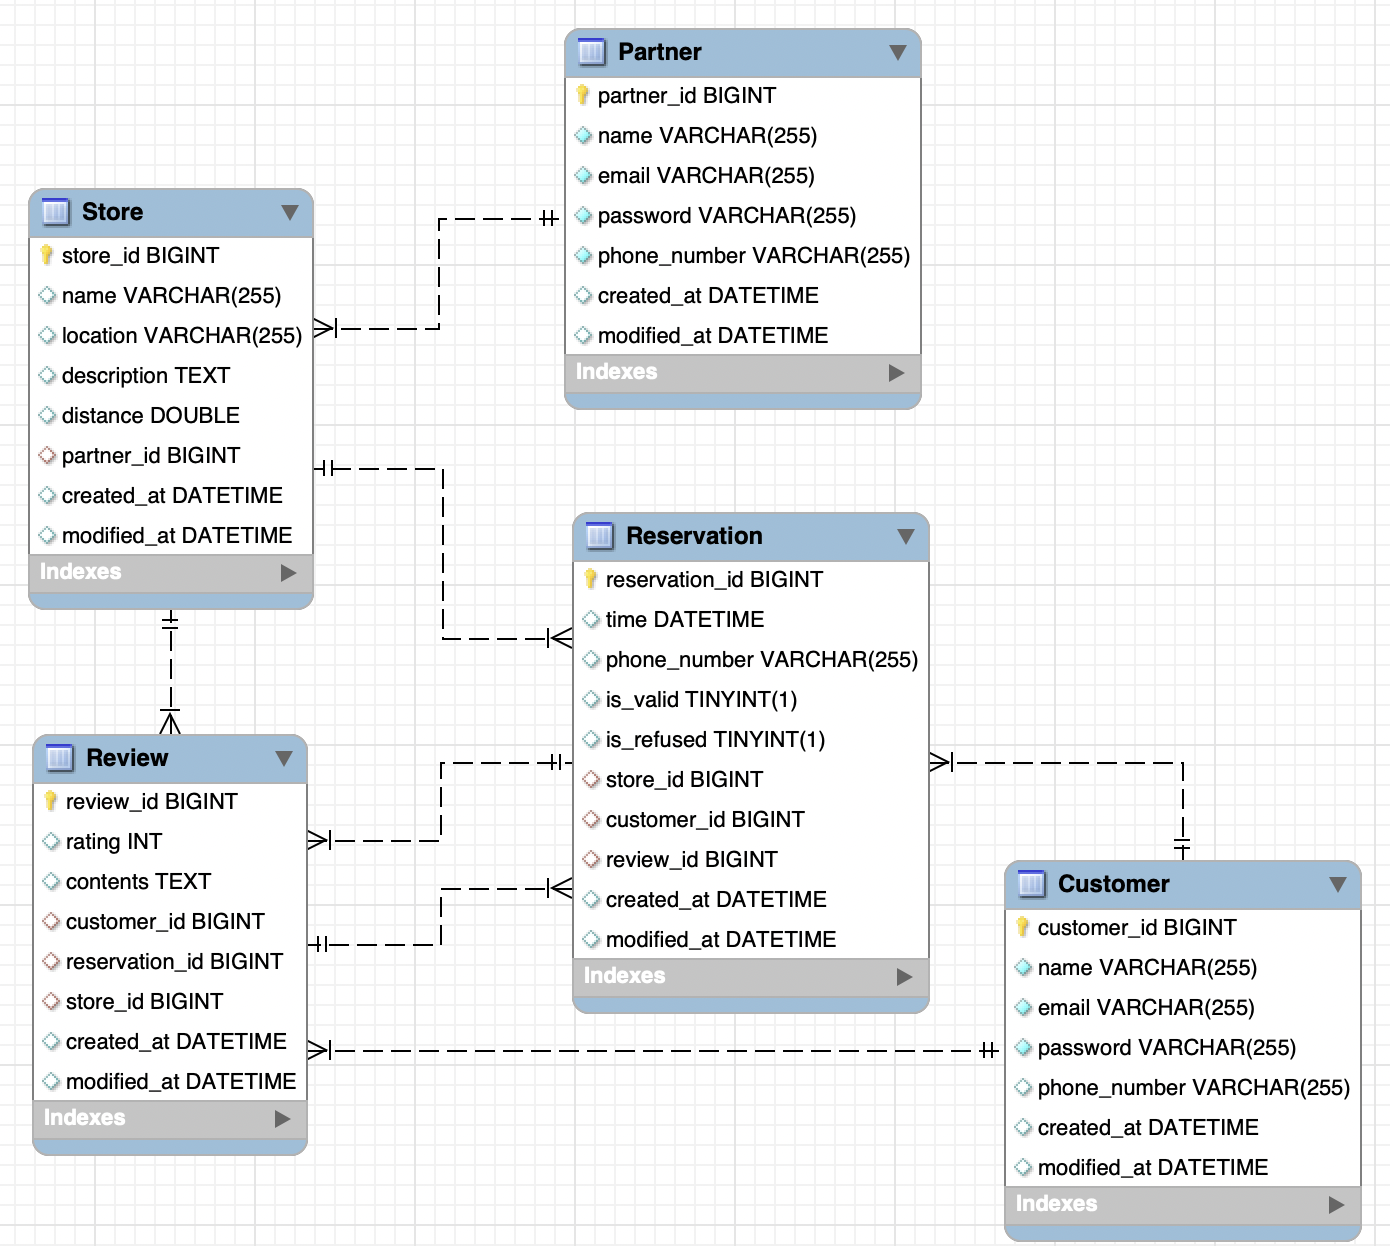 Partner
partner_id BIGINT
name VARCHAR(255)
email VARCHAR(255)
password VARCHAR(255)
phone_number VARCHAR(255)
created_at DATETIME
modified_at DATETIME
Indexes
Store
store_id BIGINT
name VARCHAR(255)
location VARCHAR(255)
description TEXT
distance DOUBLE
partner_id BIGINT
created_at DATETIME
modified_at DATETIME
Indexes
Reservation
reservation_id BIGINT
time DATETIME
phone_number VARCHAR(255)
is_valid TINYINT(1)
is_refused TINYINT(1)
store_id BIGINT
customer_id BIGINT
review_id BIGINT
created_at DATETIME
modified_at DATETIME
Indexes
Review
review_id BIGINT
rating INT
contents TEXT
customer_id BIGINT
reservation_id BIGINT
store_id BIGINT
created_at DATETIME
modified_at DATETIME
Indexes
Customer
customer_id BIGINT
name VARCHAR(255)
email VARCHAR(255)
password VARCHAR(255)
phone_number VARCHAR(255)
created_at DATETIME
modified_at DATETIME
Indexes